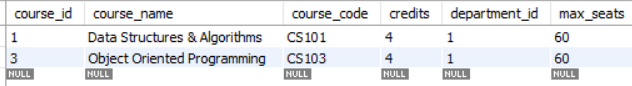 course_id course_name course_code credits department_id max_seats
1 Data Structures & Algorithms CS101 4 1 60
3 Object Oriented Programming CS103 4 1 60
NULL NULL NULL NULL NULL NULL